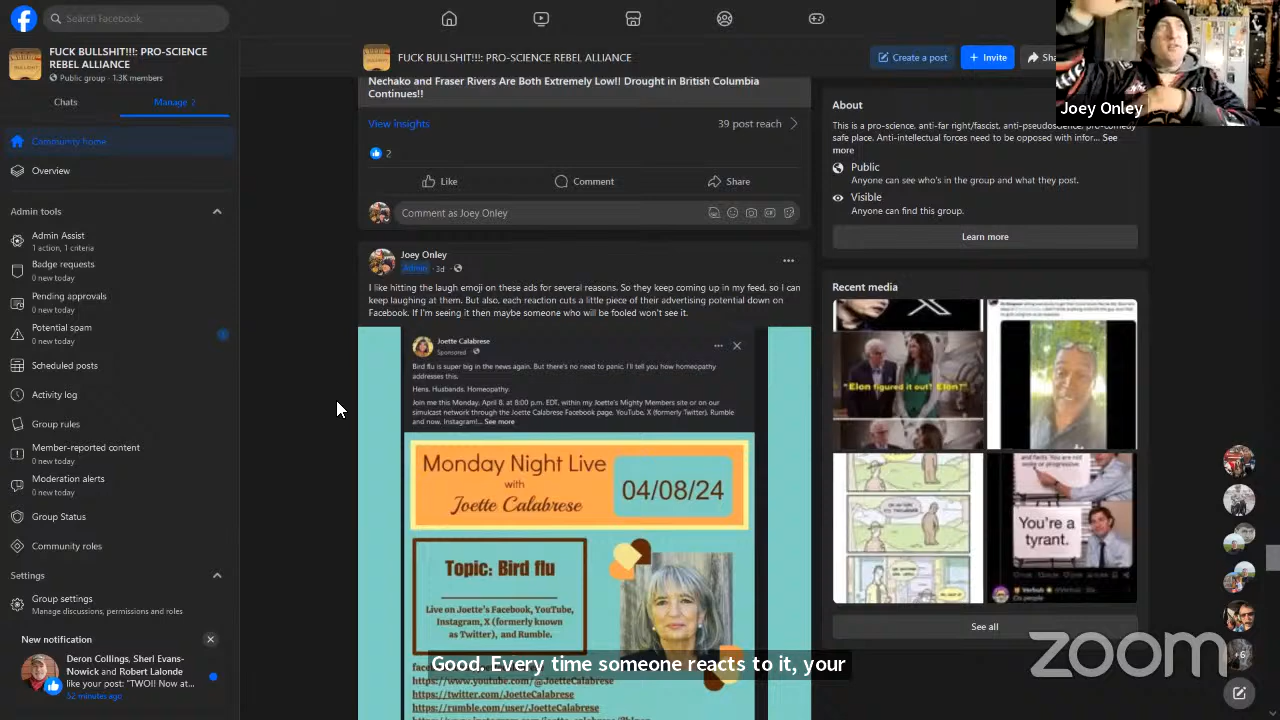 Search Facebook
FUCK BULLSHIT!!!: PRO-SCIENCE
REBEL ALLIANCE
Public group · 1.3K members
Chats
Manage 2
Community home
Overview
Admin tools
Admin Assist
1 action, 1 criteria
Badge requests
0 new today
Pending approvals
0 new today
Potential spam
0 new today
Scheduled posts
Activity log
Group rules
Member-reported content
0 new today
Moderation alerts
0 new today
Group Status
Community roles
Settings
Group settings
Manage discussions, permissions and roles
New notification
Deron Collings, Sheri Evans-
Nowick and Robert Lalonde
like your post: "TWO!! Now at...
52 minutes ago
FUCK BULLSHIT!!!: PRO-SCIENCE REBEL ALLIANCE
Create a post
+ Invite
Sha
Nechako and Fraser Rivers Are Both Extremely Low!! Drought in British Columbia
Continues!!
View insights
39 post reach
2
Like
Comment
Share
Comment as Joey Onley
Joey Onley
Admin · 3d ·
I like hitting the laugh emoji on these ads for several reasons. So they keep coming up in my feed, so I can
keep laughing at them. But also, each reaction cuts a little piece of their advertising potential down on
Facebook. If I'm seeing it then maybe someone who will be fooled won't see it.
Joette Calabrese
Sponsored ·
Bird flu is super big in the news again. But there's no need to panic. I'll tell you how homeopathy
addresses this.
Hens. Husbands. Homeopathy.
Join me this Monday, April 8, at 8:00 p.m. EDT, within my Joette's Mighty Members site or on our
simulcast network through the Joette Calabrese Facebook page, YouTube, X (formerly Twitter), Rumble
and now, Instagram!... See more
Monday Night Live
with
Joette Calabrese
04/08/24
Topic: Bird flu
Live on Joette's Facebook, YouTube,
Instagram, X (formerly known
as Twitter), and Rumble.
https://www.youtube.com/@JoetteCalabrese
https://twitter.com/JoetteCalabrese
https://rumble.com/user/JoetteCalabrese
Good. Every time someone reacts to it, your
About
This is a pro-science, anti-far right/fascist, anti-pseudoscience, pro-comedy
safe place. Anti-intellectual forces need to be opposed with infor... See
more
Public
Anyone can see who's in the group and what they post.
Visible
Anyone can find this group.
Learn more
Recent media
"Elon figured it out? Elon?"
and facts. You are not
woke or progressive.
You're a
tyrant.
See all
Joey Onley
+6
zoom